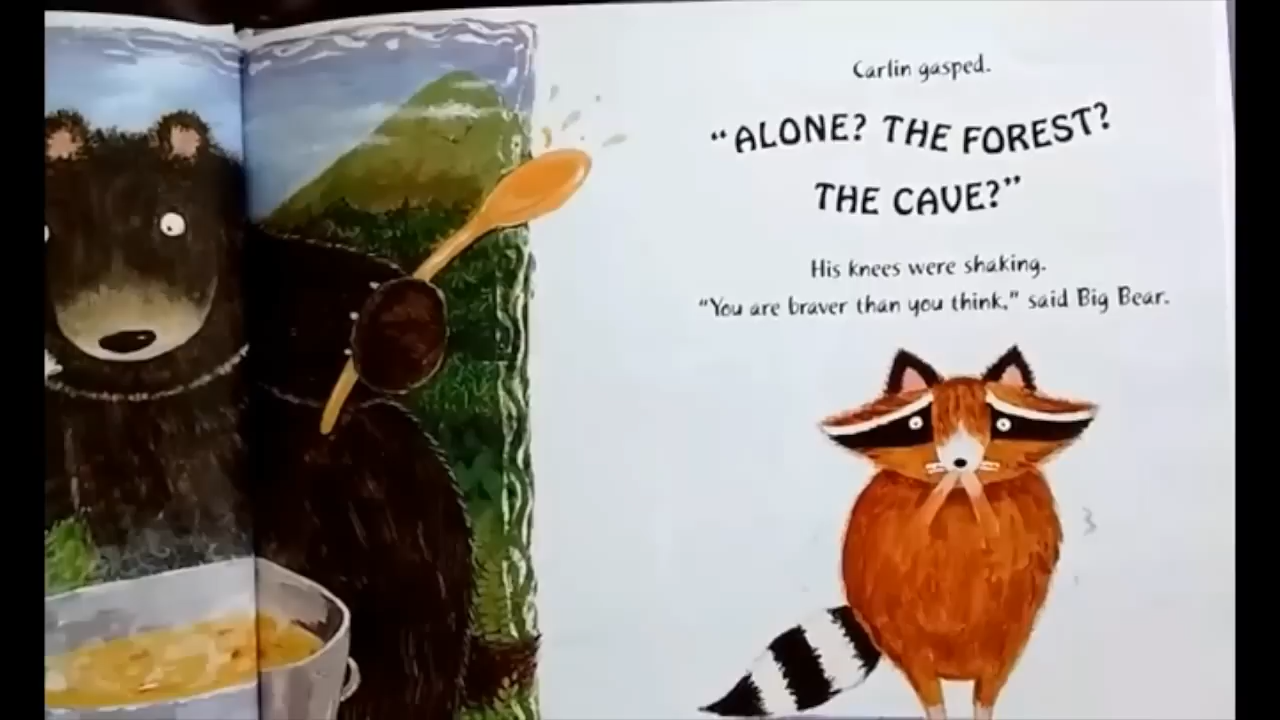 Carlin gasped.
“ALONE? THE FOREST?
THE CAVE?”
His knees were shaking.
“You are braver than you think,” said Big Bear.